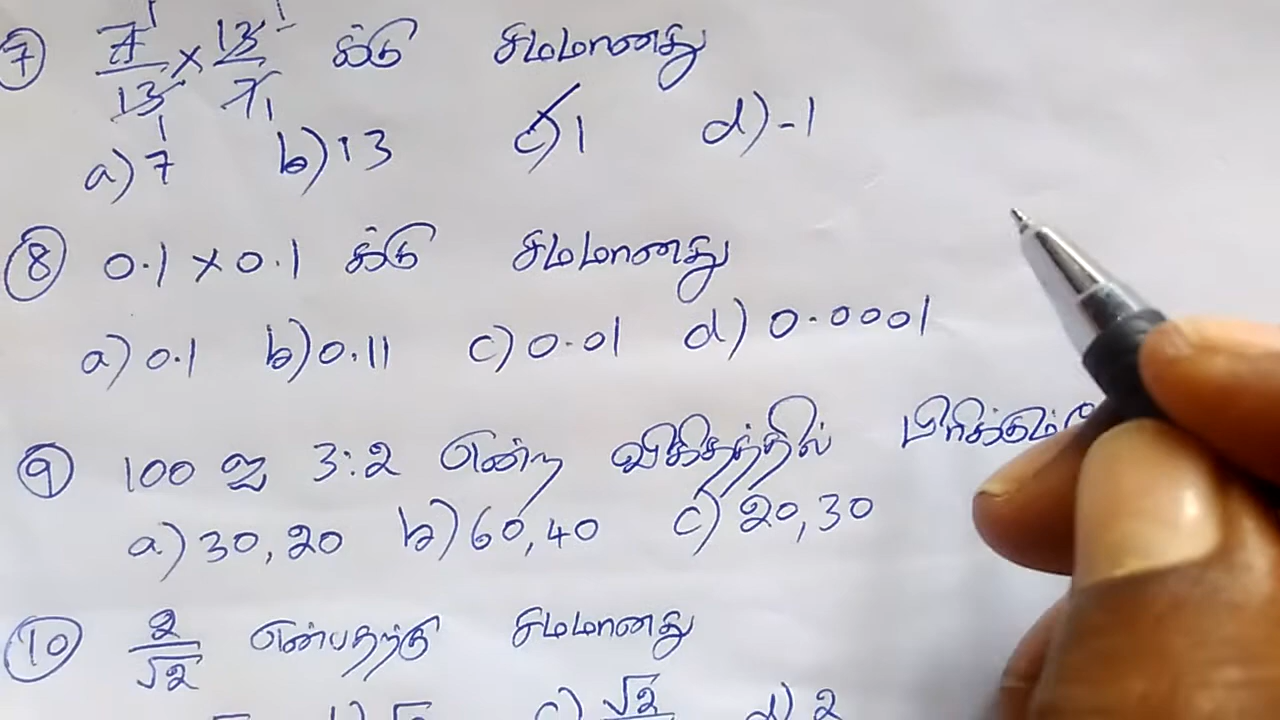 7 7/13 × 13/7 க்கு சமமானது
a) 7 b) 13 c) 1 d) -1
8 0.1 × 0.1 க்கு சமமானது
a) 0.1 b) 0.11 c) 0.01 d) 0.0001
9 100 ஐ 3:2 என்ற விகிதத்தில் பிரிக்கும்
a) 30, 20 b) 60, 40 c) 20, 30
10 2/√2 என்பதற்கு சமமானது
d) 2